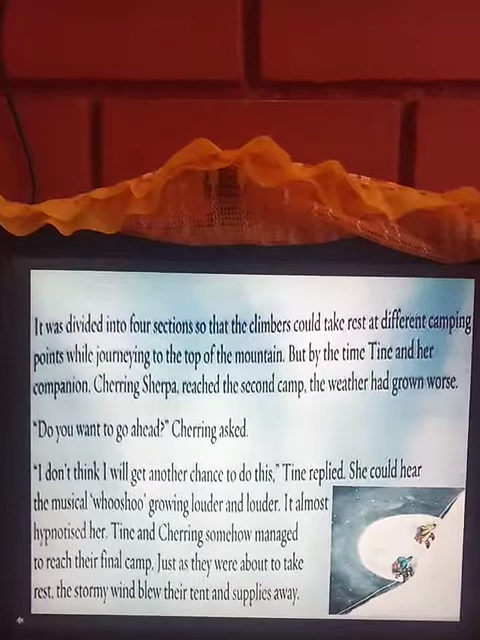 It was divided into four sections so that the climbers could take rest at different camping
points while journeying to the top of the mountain. But by the time Tine and her
companion, Cherring Sherpa, reached the second camp, the weather had grown worse.
“Do you want to go ahead?” Cherring asked.
“I don't think I will get another chance to do this,” Tine replied. She could hear
the musical ‘whooshoo’ growing louder and louder. It almost
hypnotised her. Tine and Cherring somehow managed
to reach their final camp. Just as they were about to take
rest, the stormy wind blew their tent and supplies away.